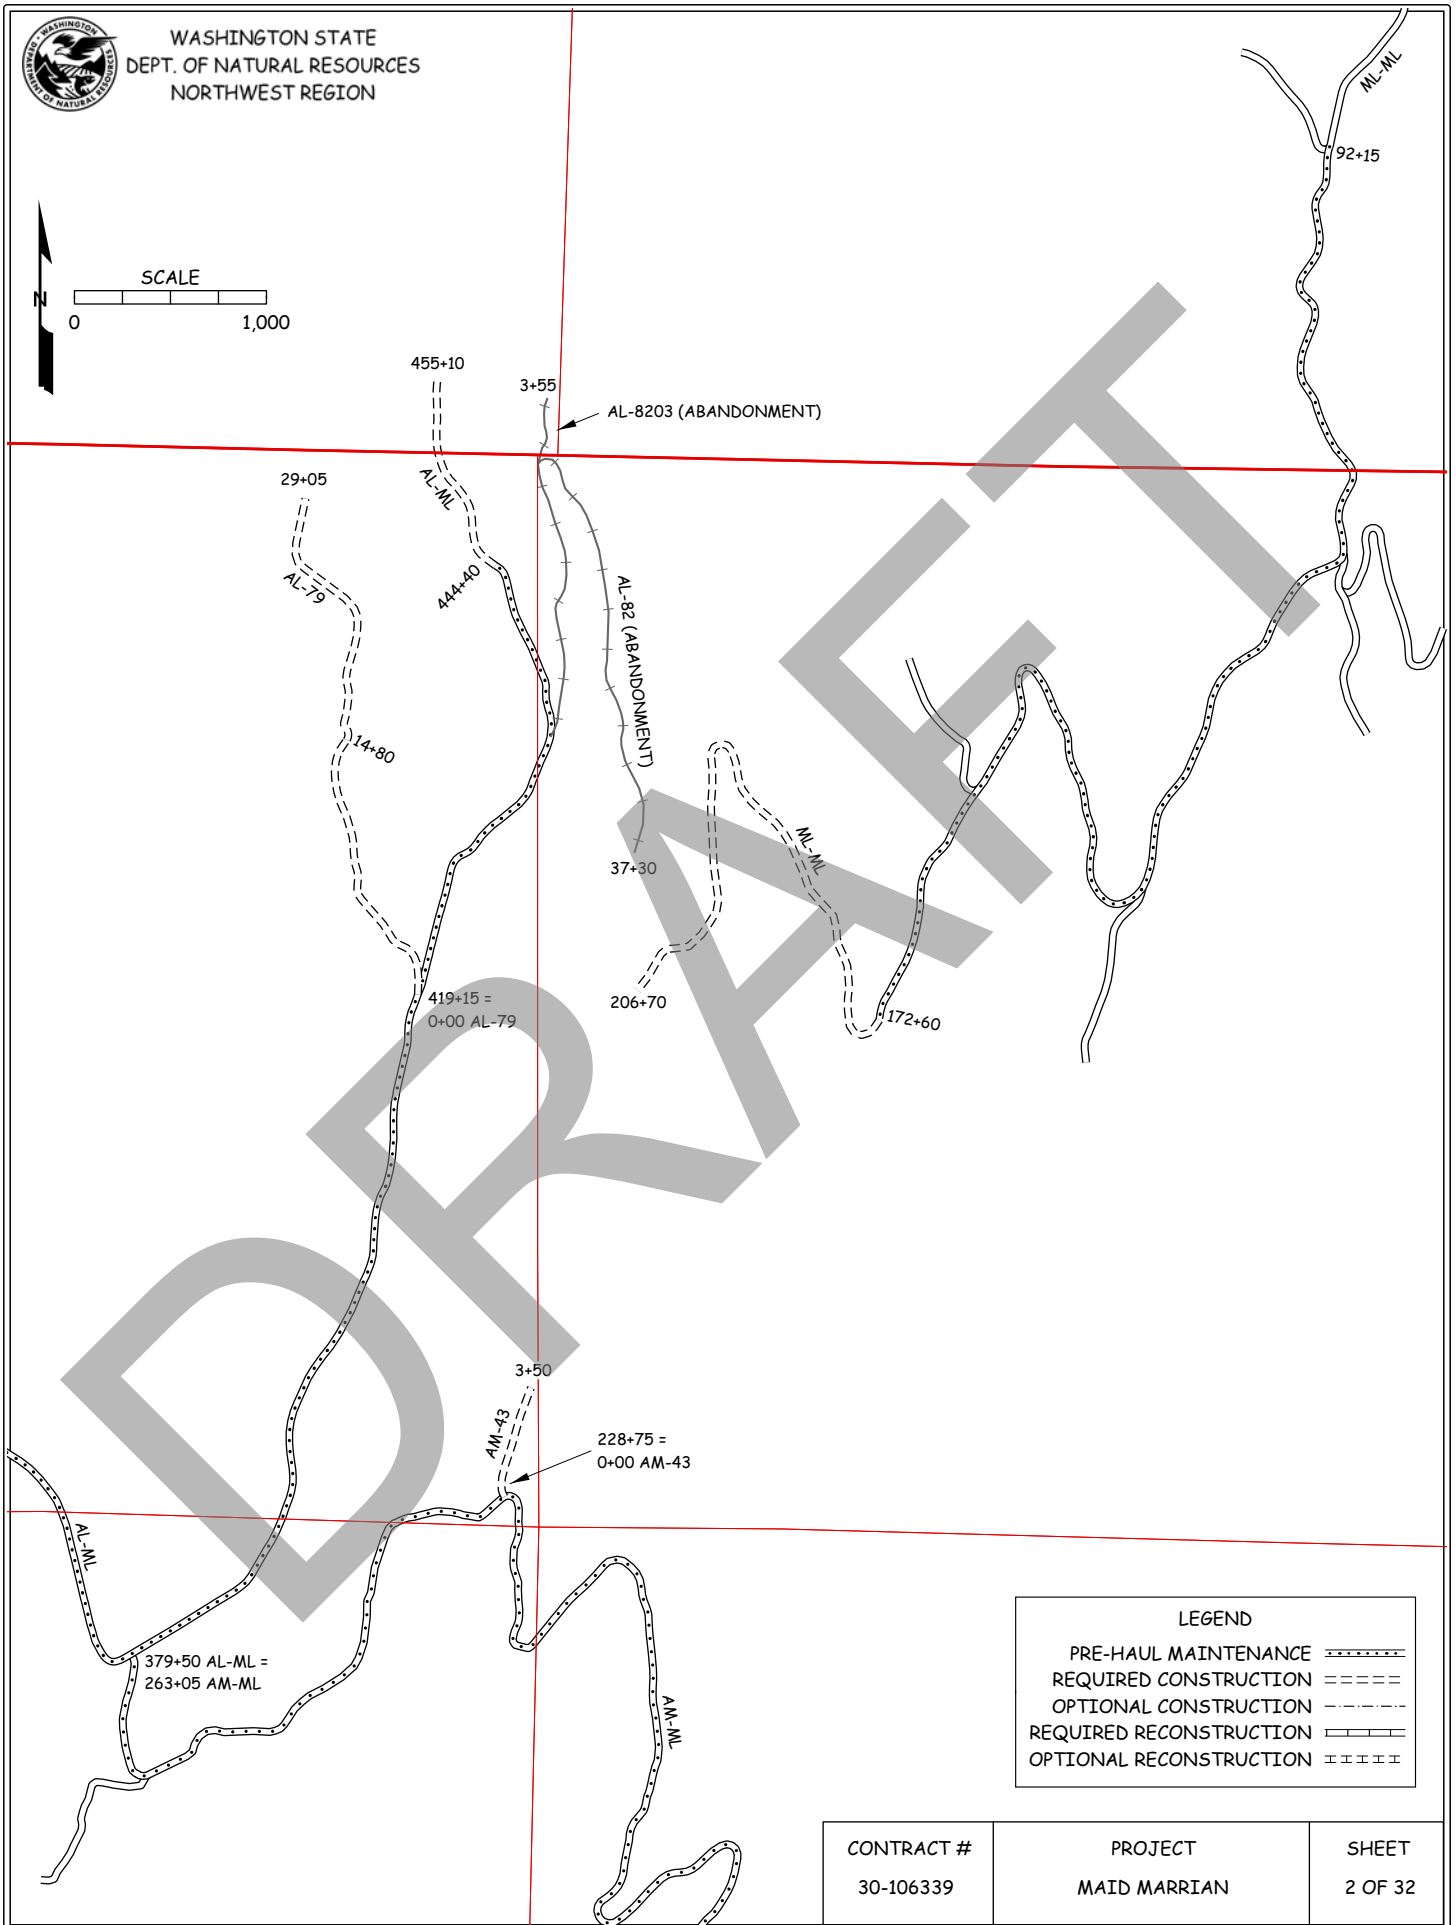 WASHINGTON STATE
DEPT. OF NATURAL RESOURCES
NORTHWEST REGION
WASHINGTON
DEPARTMENT OF NATURAL RESOURCES
ML-ML
92+15
N
SCALE
0 1,000
455+10
3+55
AL-8203 (ABANDONMENT)
29+05
AL-ML
AL-79
444+40
AL-82 (ABANDONMENT)
14+80
ML-ML
37+30
419+15 =
0+00 AL-79
206+70
172+60
DRAFT
3+50
AM-43
228+75 =
0+00 AM-43
AL-ML
379+50 AL-ML =
263+05 AM-ML
AM-ML
LEGEND
PRE-HAUL MAINTENANCE
REQUIRED CONSTRUCTION
OPTIONAL CONSTRUCTION
REQUIRED RECONSTRUCTION
OPTIONAL RECONSTRUCTION
CONTRACT # PROJECT SHEET
30-106339 MAID MARRIAN 2 OF 32